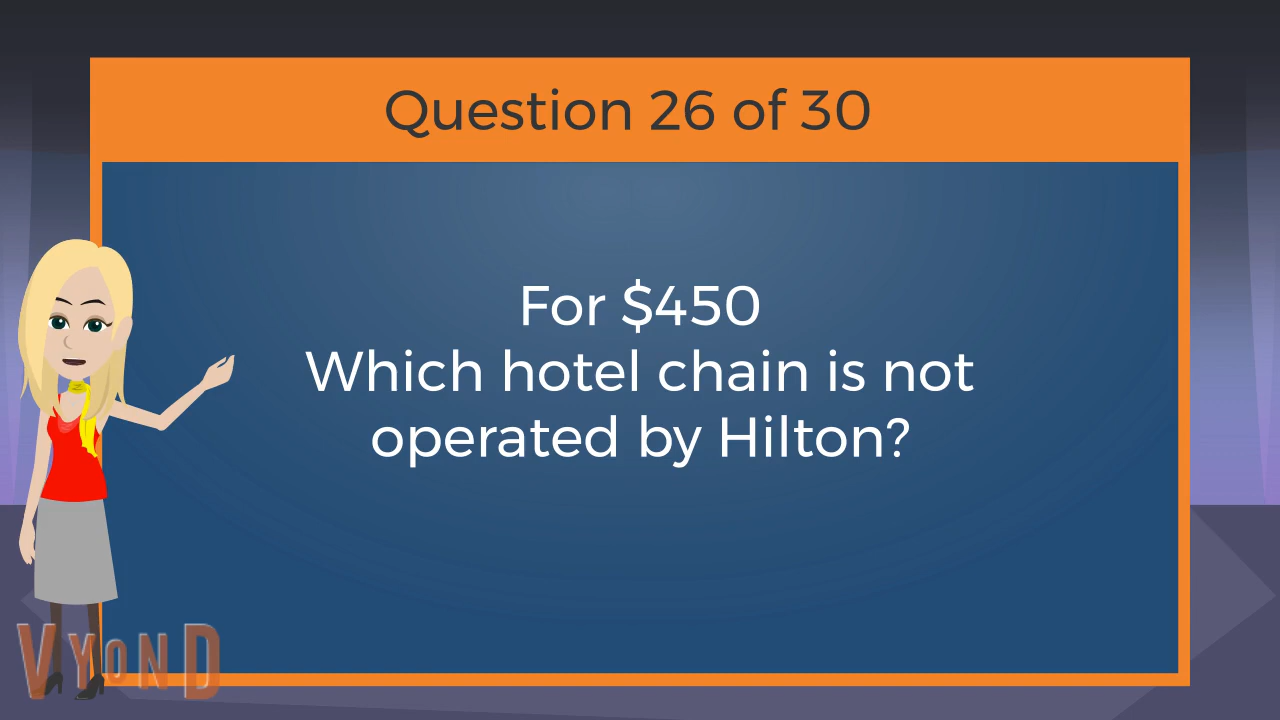 Question 26 of 30
For $450
Which hotel chain is not
operated by Hilton?
VYOND